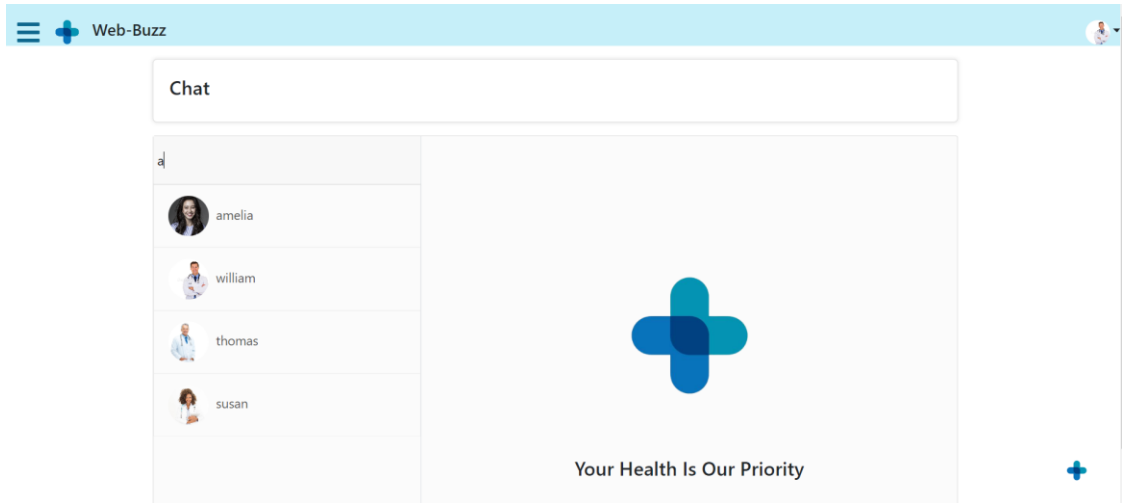 Web-Buzz
Chat
a
amelia
william
thomas
susan
Your Health Is Our Priority